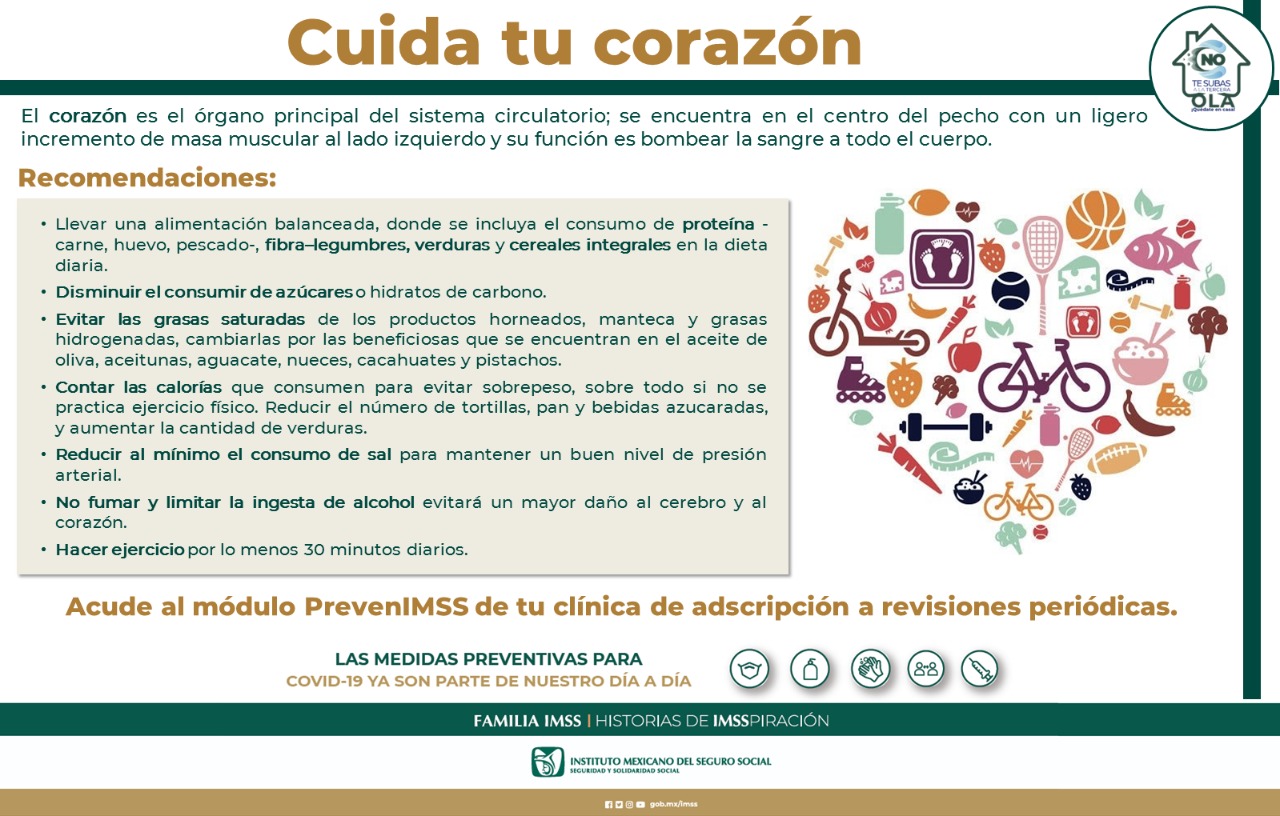 Cuida tu corazón
NO
TE SUBAS
A LA TERCERA
OLA
¡Quédate en casa!
El corazón es el órgano principal del sistema circulatorio; se encuentra en el centro del pecho con un ligero
incremento de masa muscular al lado izquierdo y su función es bombear la sangre a todo el cuerpo.
Recomendaciones:
• Llevar una alimentación balanceada, donde se incluya el consumo de proteína -
carne, huevo, pescado-, fibra–legumbres, verduras y cereales integrales en la dieta
diaria.
• Disminuir el consumir de azúcares o hidratos de carbono.
• Evitar las grasas saturadas de los productos horneados, manteca y grasas
hidrogenadas, cambiarlas por las beneficiosas que se encuentran en el aceite de
oliva, aceitunas, aguacate, nueces, cacahuates y pistachos.
• Contar las calorías que consumen para evitar sobrepeso, sobre todo si no se
practica ejercicio físico. Reducir el número de tortillas, pan y bebidas azucaradas,
y aumentar la cantidad de verduras.
• Reducir al mínimo el consumo de sal para mantener un buen nivel de presión
arterial.
• No fumar y limitar la ingesta de alcohol evitará un mayor daño al cerebro y al
corazón.
• Hacer ejercicio por lo menos 30 minutos diarios.
Acude al módulo PrevenIMSS de tu clínica de adscripción a revisiones periódicas.
LAS MEDIDAS PREVENTIVAS PARA
COVID-19 YA SON PARTE DE NUESTRO DÍA A DÍA
FAMILIA IMSS | HISTORIAS DE IMSSPIRACIÓN
INSTITUTO MEXICANO DEL SEGURO SOCIAL
SEGURIDAD Y SOLIDARIDAD SOCIAL
gob.mx/imss